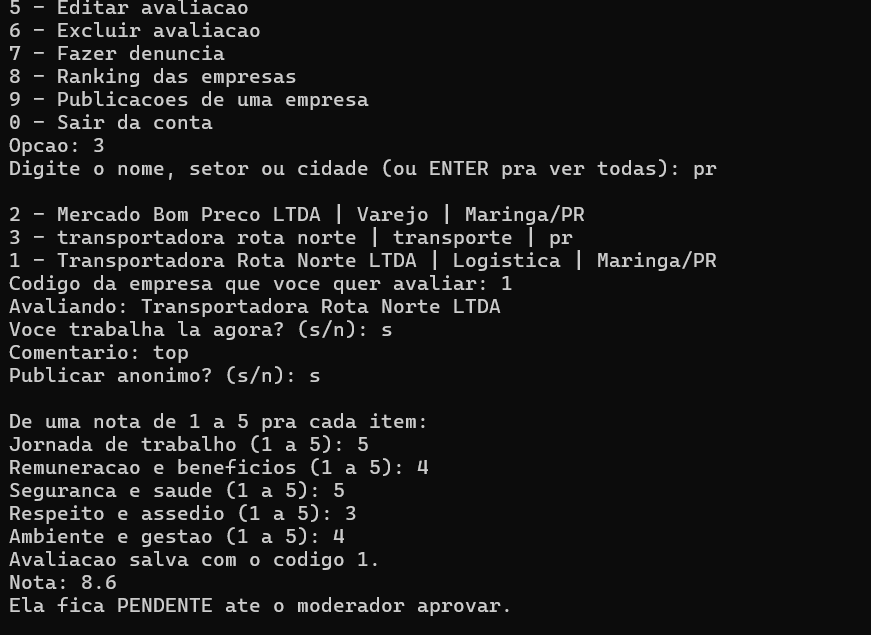 5 - Editar avaliacao
6 - Excluir avaliacao
7 - Fazer denuncia
8 - Ranking das empresas
9 - Publicacoes de uma empresa
0 - Sair da conta
Opcao: 3
Digite o nome, setor ou cidade (ou ENTER pra ver todas): pr
2 - Mercado Bom Preco LTDA | Varejo | Maringa/PR
3 - transportadora rota norte | transporte | pr
1 - Transportadora Rota Norte LTDA | Logistica | Maringa/PR
Codigo da empresa que voce quer avaliar: 1
Avaliando: Transportadora Rota Norte LTDA
Voce trabalha la agora? (s/n): s
Comentario: top
Publicar anonimo? (s/n): s
De uma nota de 1 a 5 pra cada item:
Jornada de trabalho (1 a 5): 5
Remuneracao e beneficios (1 a 5): 4
Seguranca e saude (1 a 5): 5
Respeito e assedio (1 a 5): 3
Ambiente e gestao (1 a 5): 4
Avaliacao salva com o codigo 1.
Nota: 8.6
Ela fica PENDENTE ate o moderador aprovar.